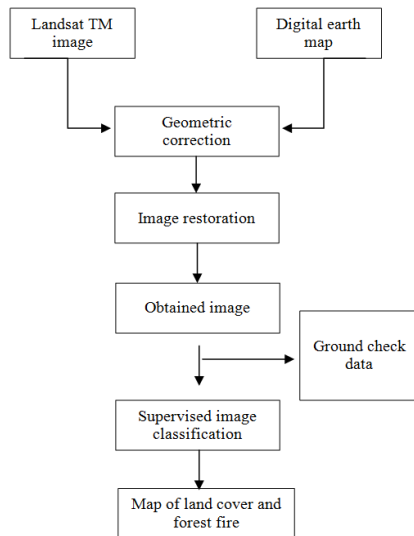 Landsat TM
image
Digital earth
map
Geometric
correction
Image restoration
Obtained image
Ground check
data
Supervised image
classification
Map of land cover and
forest fire